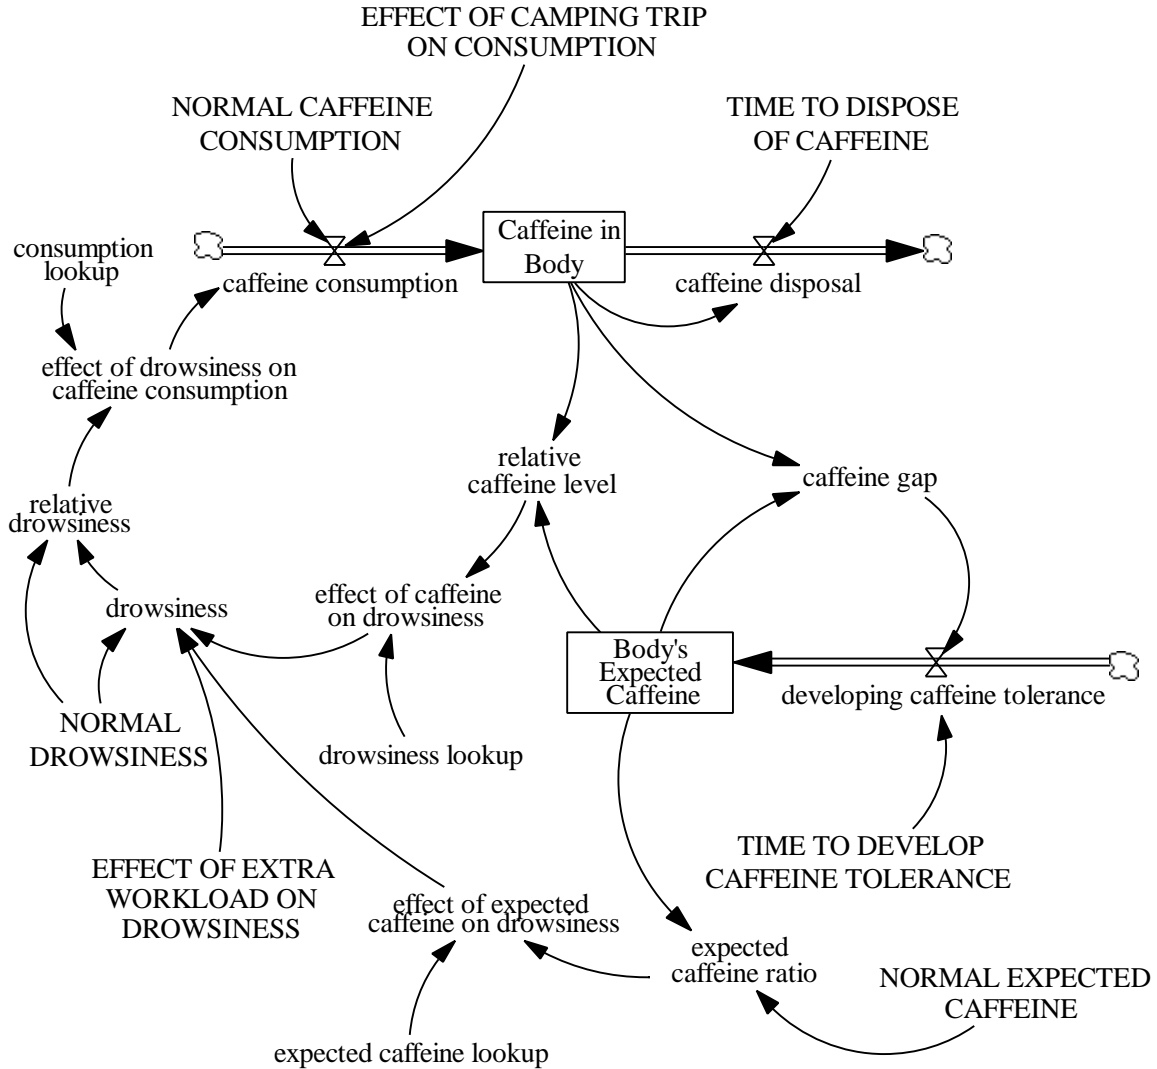 EFFECT OF CAMPING TRIP
ON CONSUMPTION
NORMAL CAFFEINE
CONSUMPTION
TIME TO DISPOSE
OF CAFFEINE
consumption
lookup
Caffeine in
Body
caffeine consumption
caffeine disposal
effect of drowsiness on
caffeine consumption
relative
caffeine level
caffeine gap
relative
drowsiness
effect of caffeine
on drowsiness
drowsiness
Body's
Expected
Caffeine
developing caffeine tolerance
NORMAL
DROWSINESS
drowsiness lookup
TIME TO DEVELOP
CAFFEINE TOLERANCE
EFFECT OF EXTRA
WORKLOAD ON
DROWSINESS
effect of expected
caffeine on drowsiness
expected
caffeine ratio
NORMAL EXPECTED
CAFFEINE
expected caffeine lookup